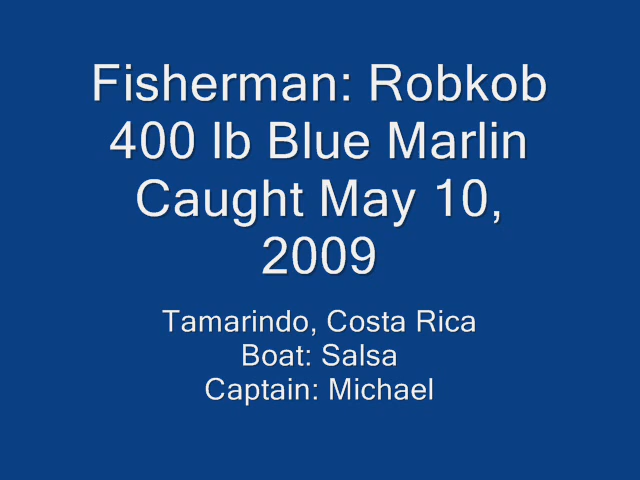 Fisherman: Robkob
400 lb Blue Marlin
Caught May 10,
2009
Tamarindo, Costa Rica
Boat: Salsa
Captain: Michael